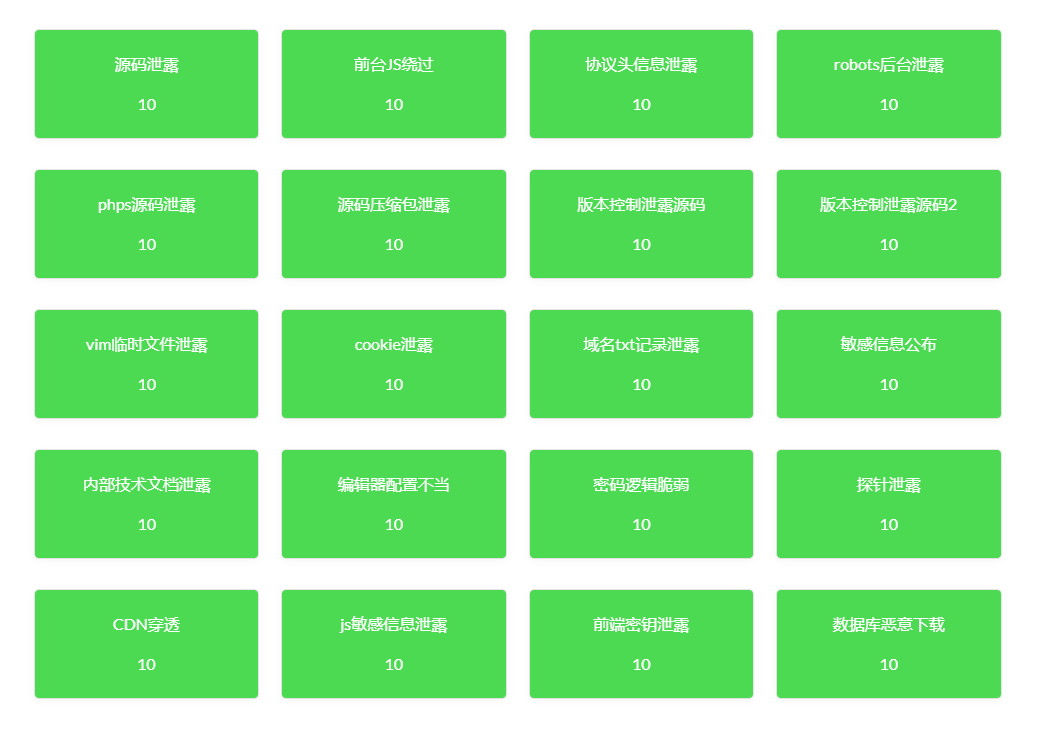 源码泄露
10
前台JS绕过
10
协议头信息泄露
10
robots后台泄露
10
phps源码泄露
10
源码压缩包泄露
10
版本控制泄露源码
10
版本控制泄露源码2
10
vim临时文件泄露
10
cookie泄露
10
域名txt记录泄露
10
敏感信息公布
10
内部技术文档泄露
10
编辑器配置不当
10
密码逻辑脆弱
10
探针泄露
10
CDN穿透
10
js敏感信息泄露
10
前端密钥泄露
10
数据库恶意下载
10